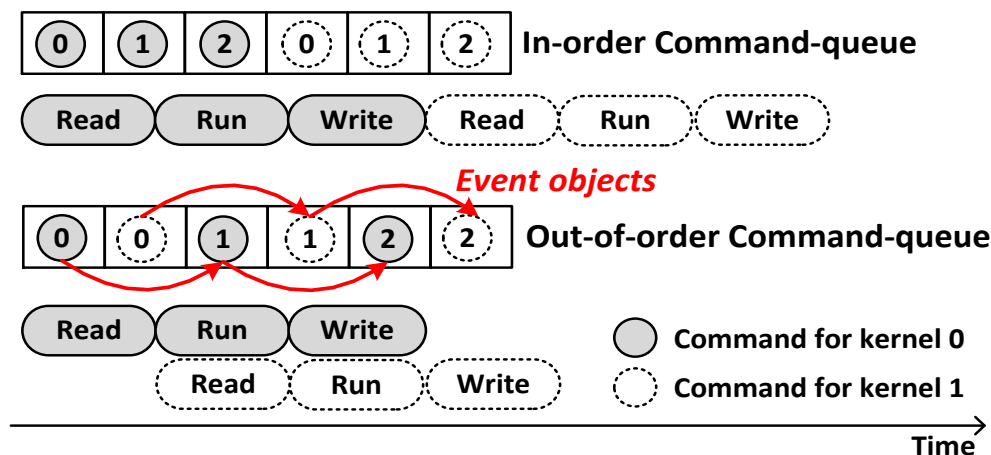 0 1 2 0 1 2 In-order Command-queue
Read Run Write Read Run Write
Event objects
0 0 1 1 2 2 Out-of-order Command-queue
Read Run Write
Command for kernel 0
Read Run Write
Command for kernel 1
Time